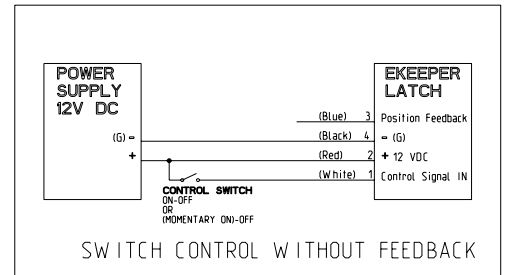 POWER
SUPPLY
12V DC
(G) -
+
EKEEPER
LATCH
(Blue) 3 Position Feedback
(Black) 4 - (G)
(Red) 2 + 12 VDC
(White) 1 Control Signal IN
CONTROL SWITCH
ON-OFF
OR
(MOMENTARY ON)-OFF
SWITCH CONTROL WITHOUT FEEDBACK